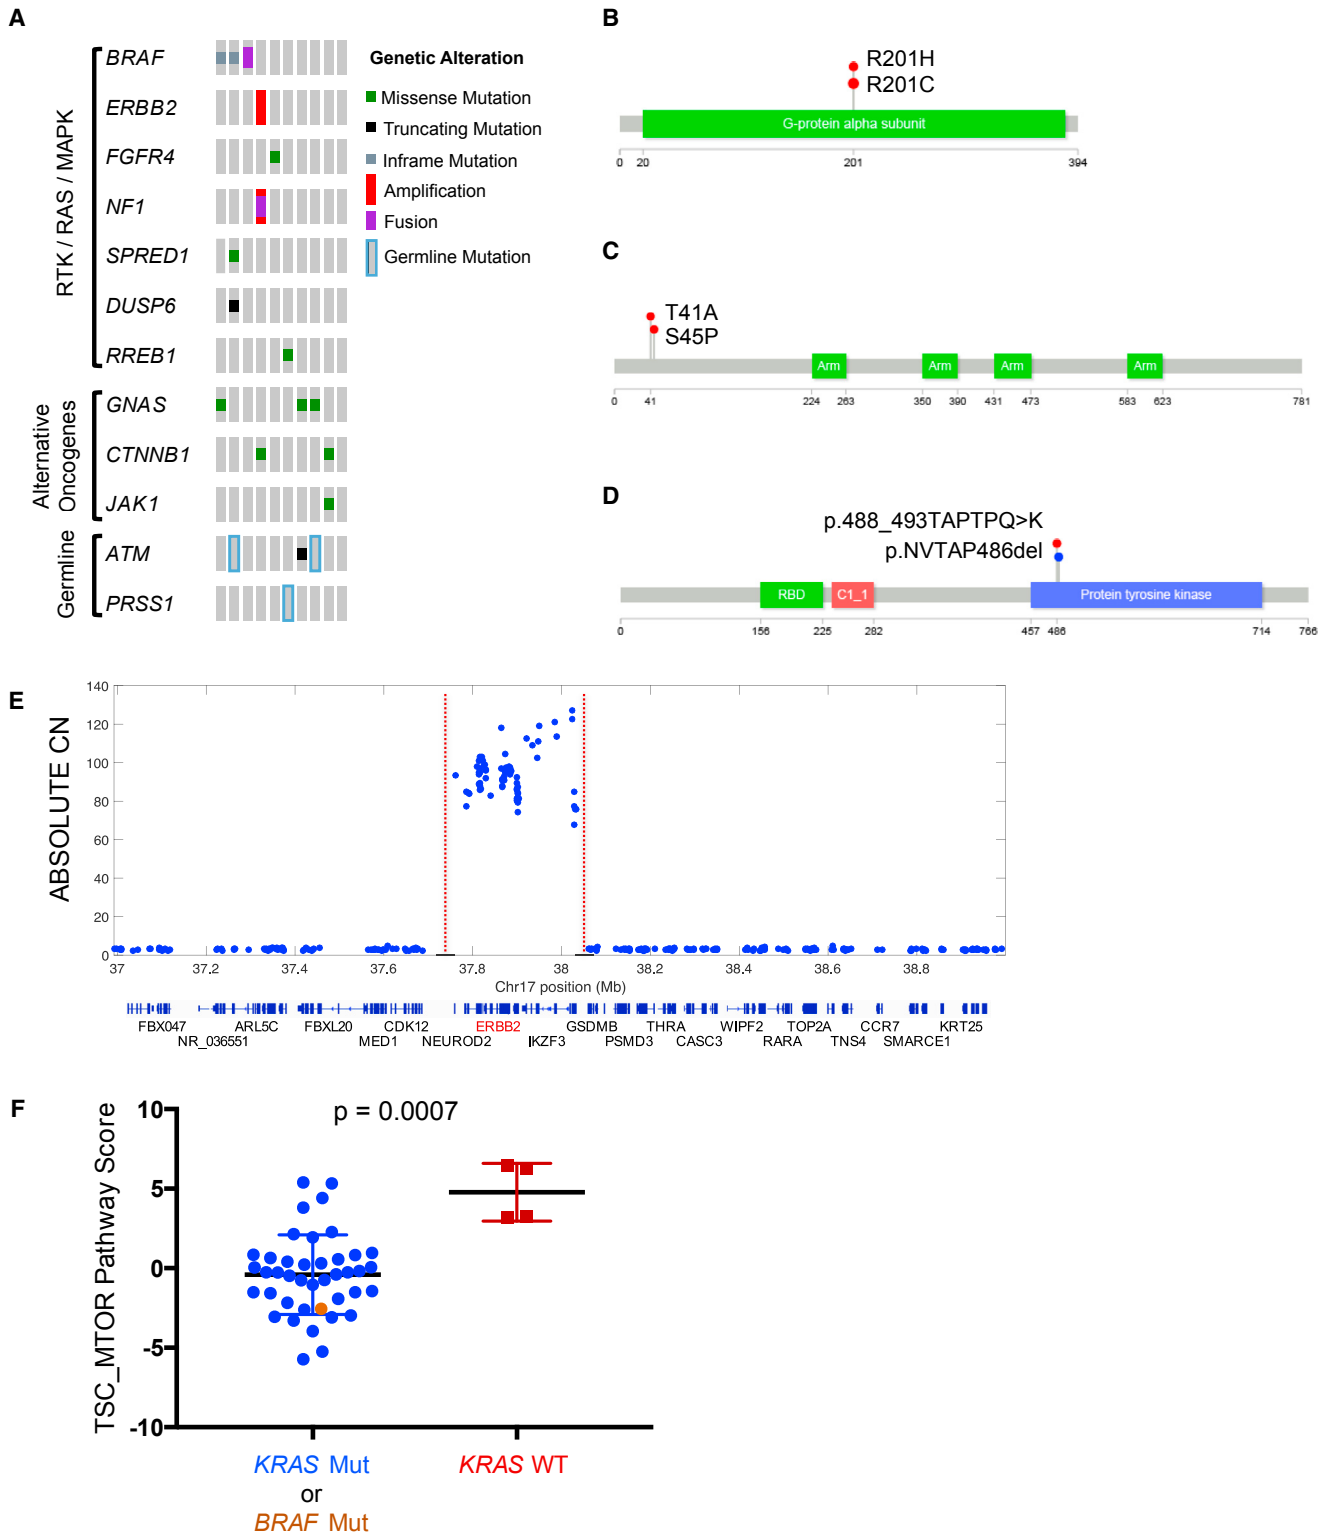 A
RTK / RAS / MAPK
BRAF
ERBB2
FGFR4
NF1
SPRED1
DUSP6
RREB1
Alternative
Oncogenes
GNAS
CTNNB1
JAK1
Germline
ATM
PRSS1
Genetic Alteration
Missense Mutation
Truncating Mutation
Inframe Mutation
Amplification
Fusion
Germline Mutation
B
R201H
R201C
G-protein alpha subunit
0 20 201 394
C
T41A
S45P
Arm Arm Arm Arm
0 41 224 263 350 390 431 473 583 623 781
D
p.488_493TAPTPQ>K
p.NVTAP486del
RBD C1_1 Protein tyrosine kinase
0 156 225 282 457 486 714 766
E
ABSOLUTE CN
140
120
100
80
60
40
20
0
37 37.2 37.4 37.6 37.8 38 38.2 38.4 38.6 38.8
Chr17 position (Mb)
FBX047 ARL5C FBXL20 CDK12 ERBB2 GSDMB THRA WIPF2 TOP2A CCR7 KRT25
NR_036551 MED1 NEUROD2 IKZF3 PSMD3 CASC3 RARA TNS4 SMARCE1
F
TSC_MTOR Pathway Score
p = 0.0007
10
5
0
-5
-10
KRAS Mut
or
BRAF Mut
KRAS WT